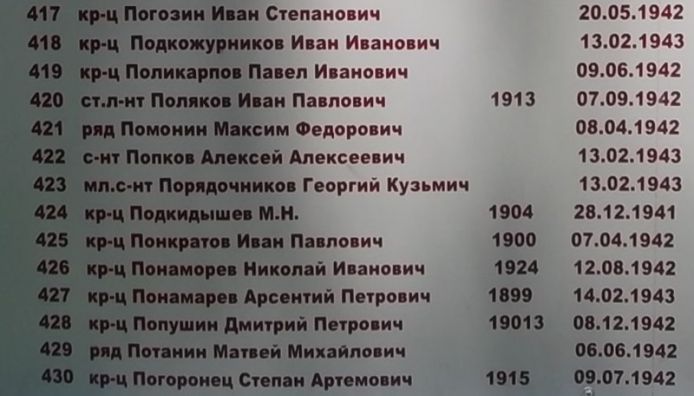 417 кр-ц Погозин Иван Степанович 20.05.1942
418 кр-ц Подкожурников Иван Иванович 13.02.1943
419 кр-ц Поликарпов Павел Иванович 09.06.1942
420 ст.л-нт Поляков Иван Павлович 1913 07.09.1942
421 ряд Помонин Максим Федорович 08.04.1942
422 с-нт Попков Алексей Алексеевич 13.02.1943
423 мл.с-нт Порядочников Георгий Кузьмич 13.02.1943
424 кр-ц Подкидышев М.Н. 1904 28.12.1941
425 кр-ц Понкратов Иван Павлович 1900 07.04.1942
426 кр-ц Понаморев Николай Иванович 1924 12.08.1942
427 кр-ц Понамарев Арсентий Петрович 1899 14.02.1943
428 кр-ц Попушин Дмитрий Петрович 19013 08.12.1942
429 ряд Потанин Матвей Михайлович 06.06.1942
430 кр-ц Погоронец Степан Артемович 1915 09.07.1942